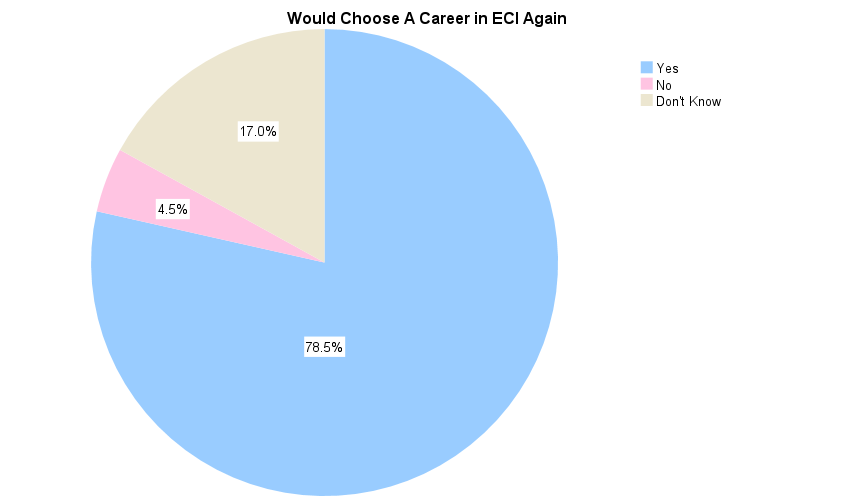 Would Choose A Career in ECI Again
Yes
No
Don't Know
17.0%
4.5%
78.5%